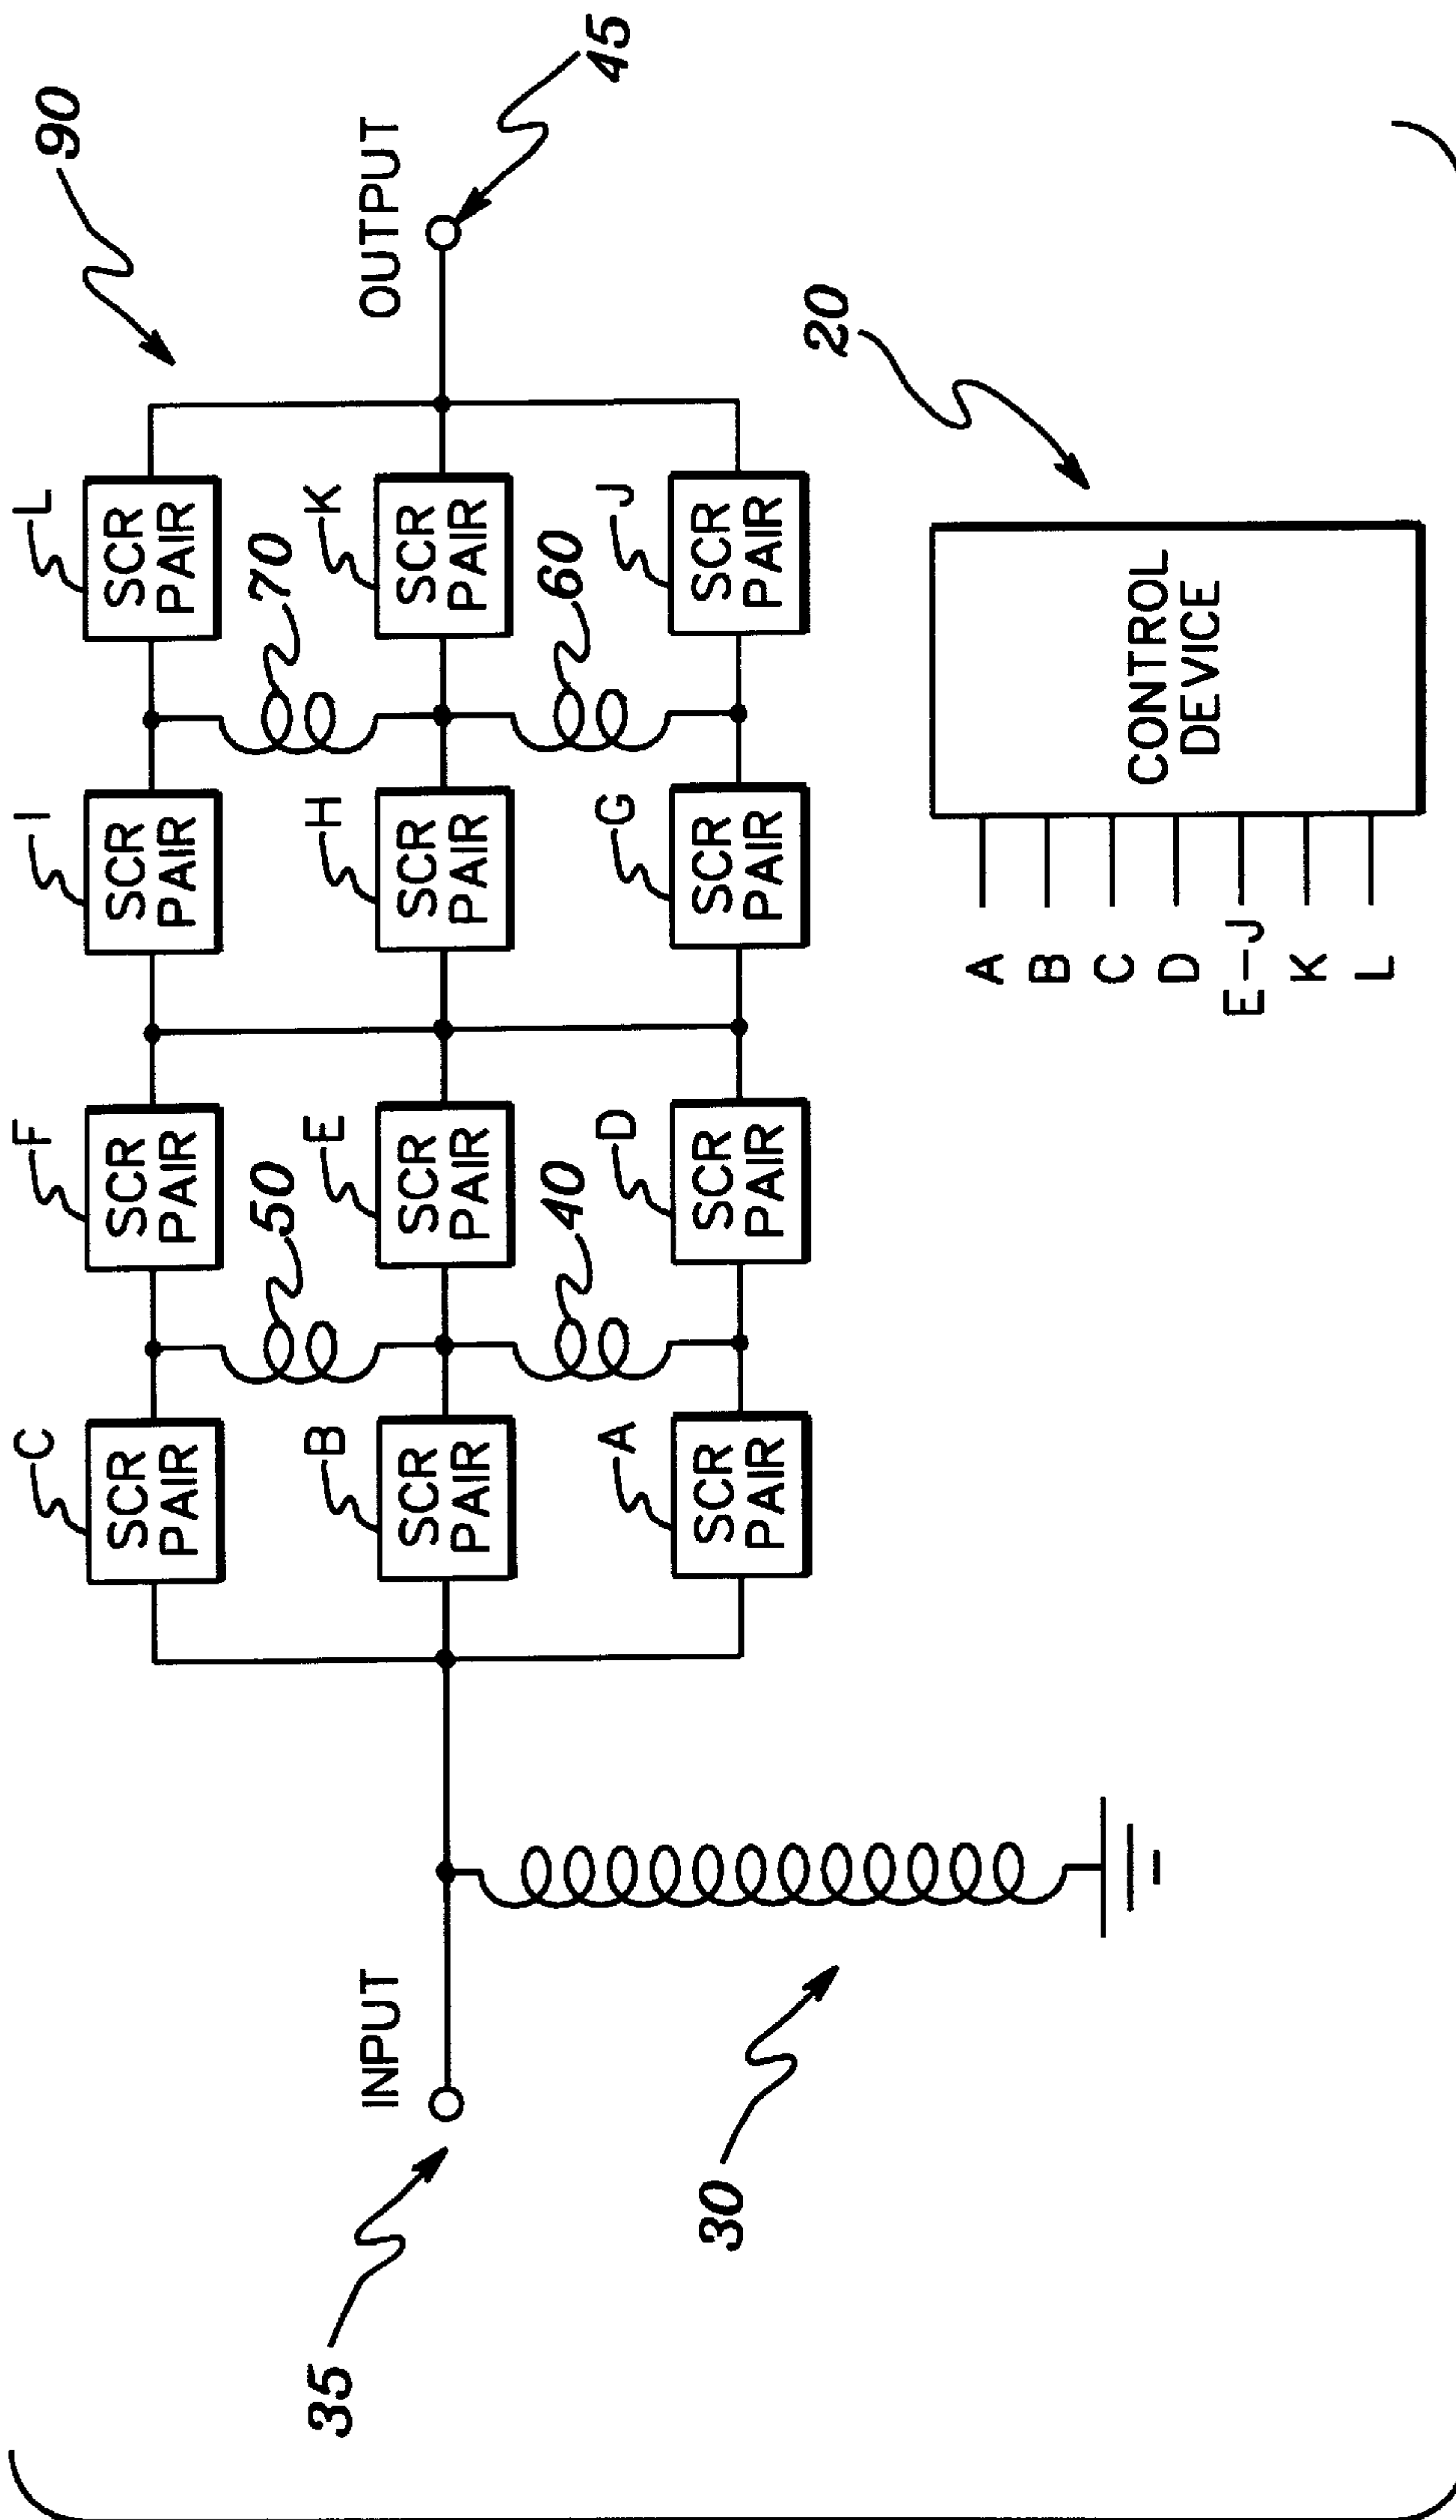 90
C
F
I
L
SCR
PAIR
SCR
PAIR
SCR
PAIR
SCR
PAIR
50
70
OUTPUT
45
INPUT
35
B
E
H
K
SCR
PAIR
SCR
PAIR
SCR
PAIR
SCR
PAIR
40
60
A
D
G
J
SCR
PAIR
SCR
PAIR
SCR
PAIR
SCR
PAIR
30
20
A
B
C
D
E-J
K
L
CONTROL
DEVICE